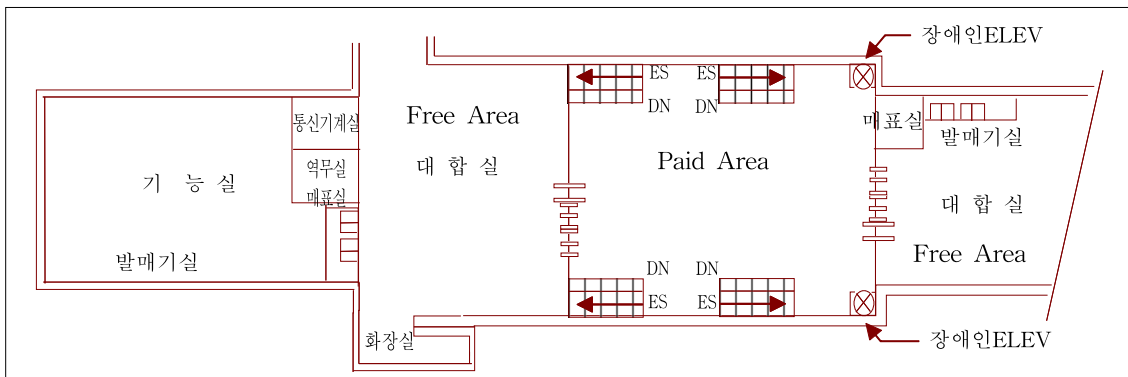 장애인ELEV
ES ES
DN DN
Free Area
대 합 실
Paid Area
통신기계실
역무실
매표실
기 능 실
발매기실
매표실
발매기실
대 합 실
Free Area
DN DN
ES ES
화장실
장애인ELEV